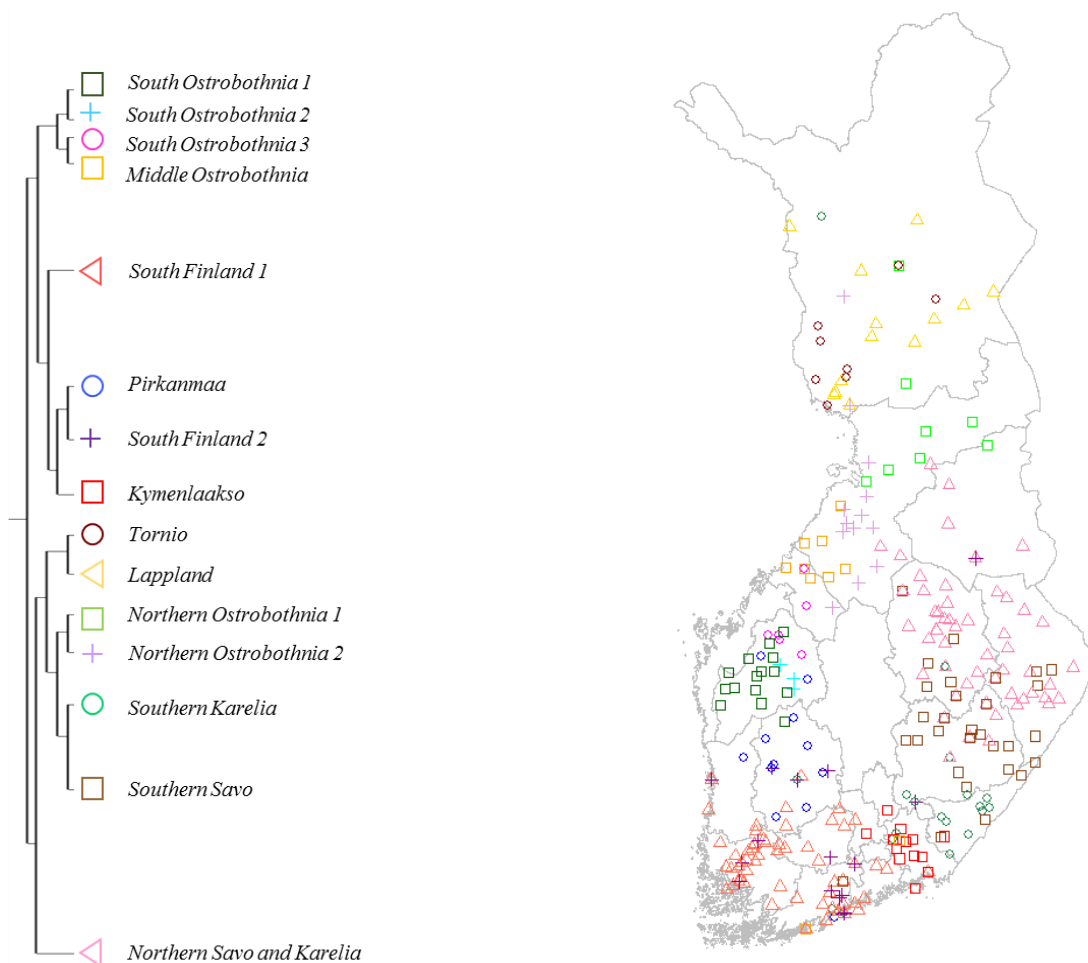 South Ostrobothnia 1
South Ostrobothnia 2
South Ostrobothnia 3
Middle Ostrobothnia
South Finland 1
Pirkanmaa
South Finland 2
Kymenlaakso
Tornio
Lappland
Northern Ostrobothnia 1
Northern Ostrobothnia 2
Southern Karelia
Southern Savo
Northern Savo and Karelia